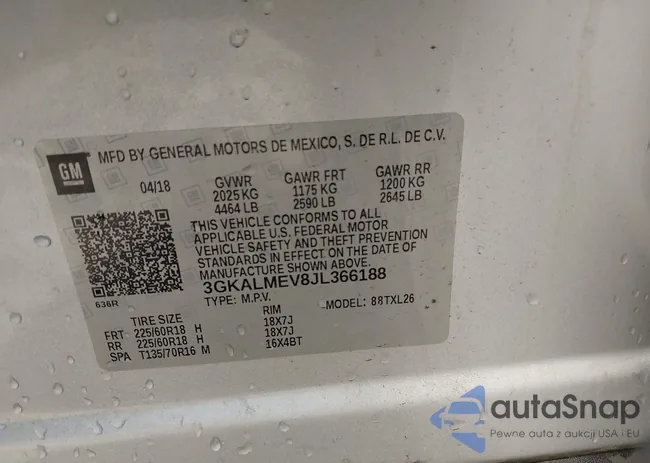 GM
MFD BY GENERAL MOTORS DE MEXICO, S. DE R.L. DE C.V.
04/18 GVWR GAWR FRT GAWR RR
2025 KG 1175 KG 1200 KG
4464 LB 2590 LB 2645 LB
THIS VEHICLE CONFORMS TO ALL
APPLICABLE U.S. FEDERAL MOTOR
VEHICLE SAFETY AND THEFT PREVENTION
STANDARDS IN EFFECT ON THE DATE OF
MANUFACTURE SHOWN ABOVE.
3GKALMEV8JL366188
636R
TYPE: M.P.V. MODEL: 88TXL26
TIRE SIZE RIM
FRT 225/60R18 H 18X7J
RR 225/60R18 H 18X7J
SPA T135/70R16 M 16X4BT
autaSnap
Pewne auta z aukcji USA i EU